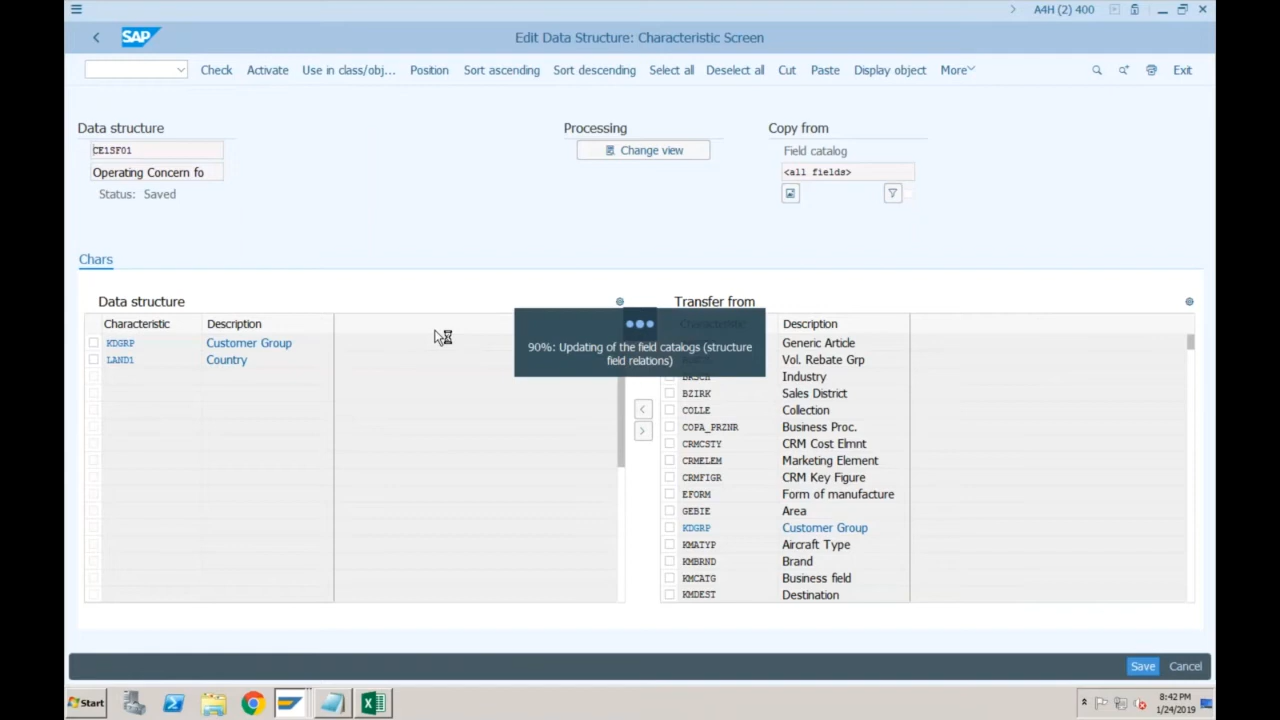 A4H (2) 400
SAP
Edit Data Structure: Characteristic Screen
Check Activate Use in class/obj... Position Sort ascending Sort descending Select all Deselect all Cut Paste Display object More Exit
Data structure
CE1SF01
Operating Concern fo
Status: Saved
Processing
Change view
Copy from
Field catalog
<all fields>
Chars
Data structure
Characteristic Description
KDGRP Customer Group
LAND1 Country
90%: Updating of the field catalogs (structure
field relations)
Transfer from
Description
Generic Article
Vol. Rebate Grp
Industry
BZIRK Sales District
COLLE Collection
COPA_PRZNR Business Proc.
CRMCSTY CRM Cost Elmnt
CRMELEM Marketing Element
CRMFIGR CRM Key Figure
EFORM Form of manufacture
GEBIE Area
KDGRP Customer Group
KMATYP Aircraft Type
KMBRND Brand
KMCATG Business field
KMDEST Destination
Save Cancel
Start
8:42 PM
1/24/2019